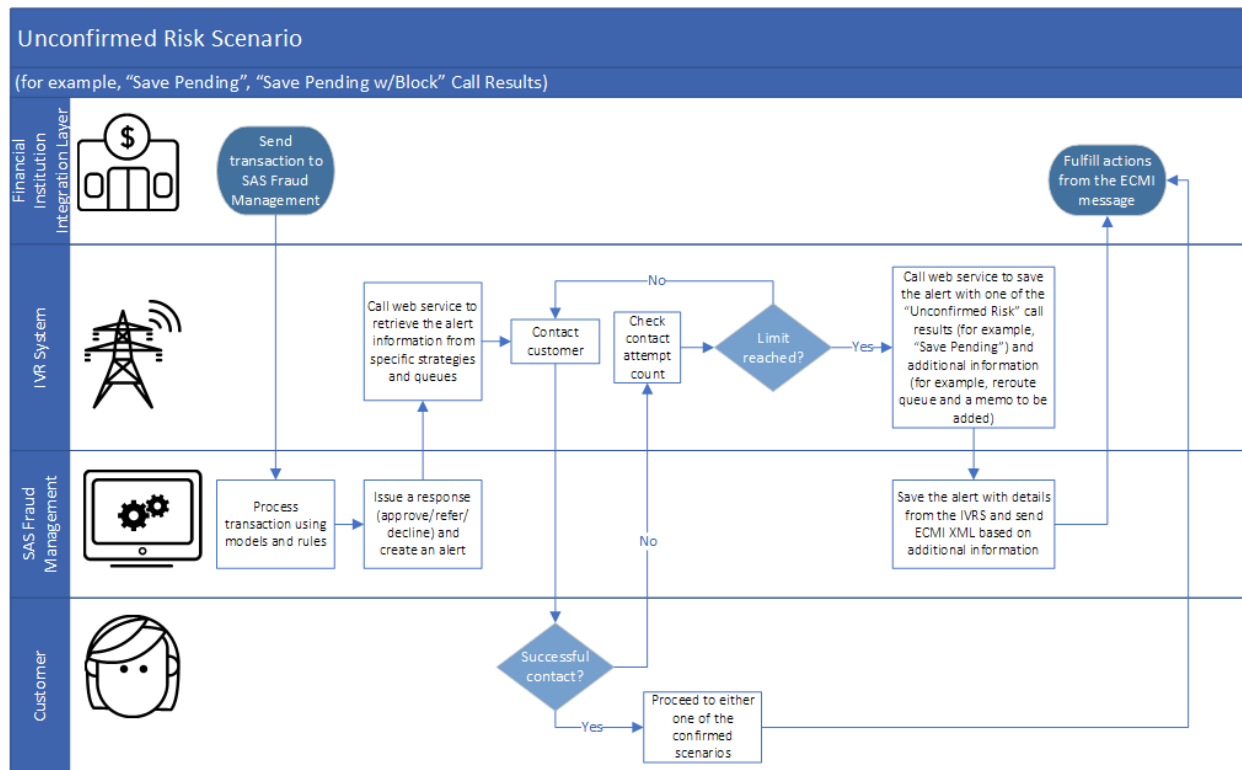 Unconfirmed Risk Scenario
(for example, “Save Pending”, “Save Pending w/Block” Call Results)
Financial
Institution
Integration Layer
$
Send
transaction to
SAS Fraud
Management
Fulfill actions
from the ECMI
message
IVR System
Call web service to
retrieve the alert
information from
specific strategies
and queues
Contact
customer
No
Check
contact
attempt
count
Limit
reached?
Yes
Call web service to save
the alert with one of the
“Unconfirmed Risk” call
results (for example,
“Save Pending”) and
additional information
(for example, reroute
queue and a memo to be
added)
SAS Fraud
Management
Process
transaction using
models and rules
Issue a response
(approve/refer/
decline) and
create an alert
No
Save the alert with details
from the IVRS and send
ECMI XML based on
additional information
Customer
Successful
contact?
Yes
Proceed to either
one of the
confirmed
scenarios